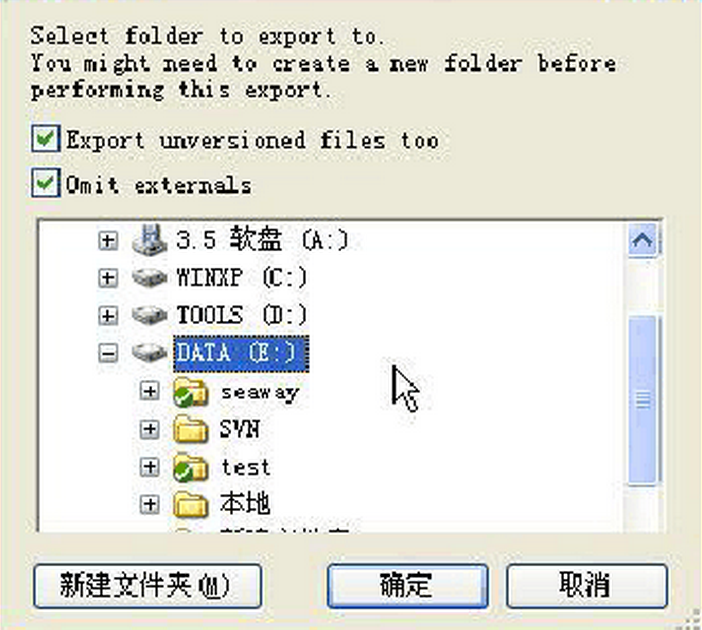 Select folder to export to.
You might need to create a new folder before
performing this export.
Export unversioned files too
Omit externals
3.5 软盘 (A:)
WINXP (C:)
TOOLS (D:)
DATA (E:)
seaway
SVN
test
本地
新建文件夹(M)
确定
取消